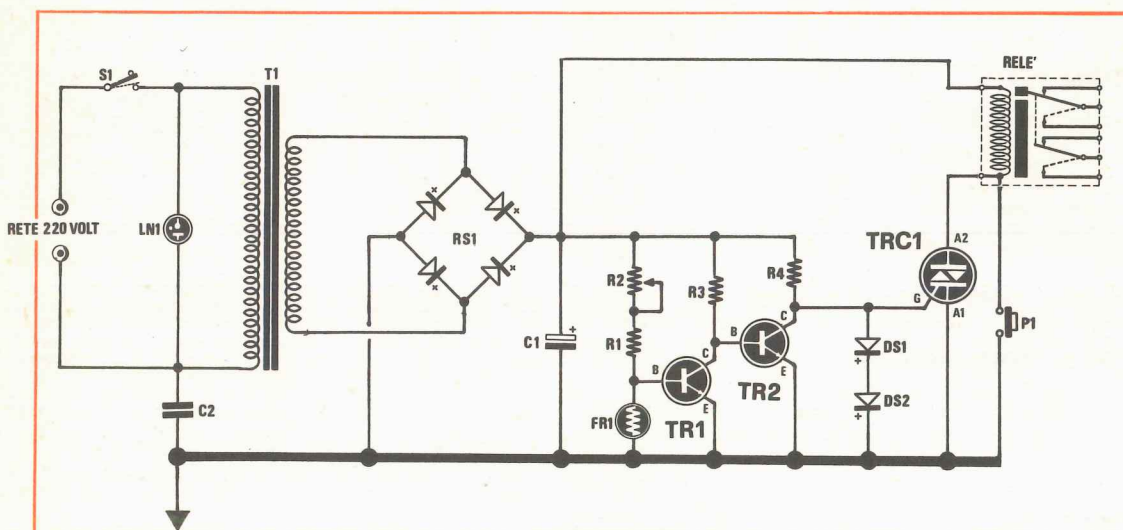 S1
T1
RELE'
RETE 220 VOLT
LN1
RS1
C2
C1
+
R2
R1
R3
R4
B
C
E
TR1
FR1
B
C
E
TR2
DS1
+
DS2
+
TRC1
A2
G
A1
P1